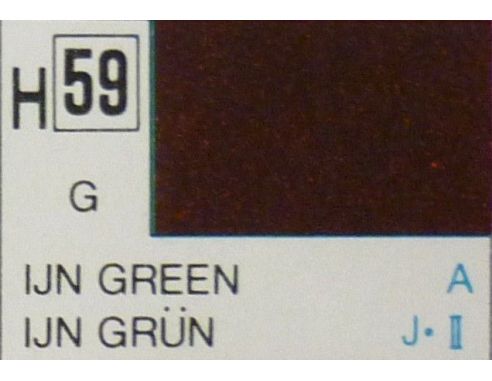 H 59
G
IJN GREEN A
IJN GRÜN J·II